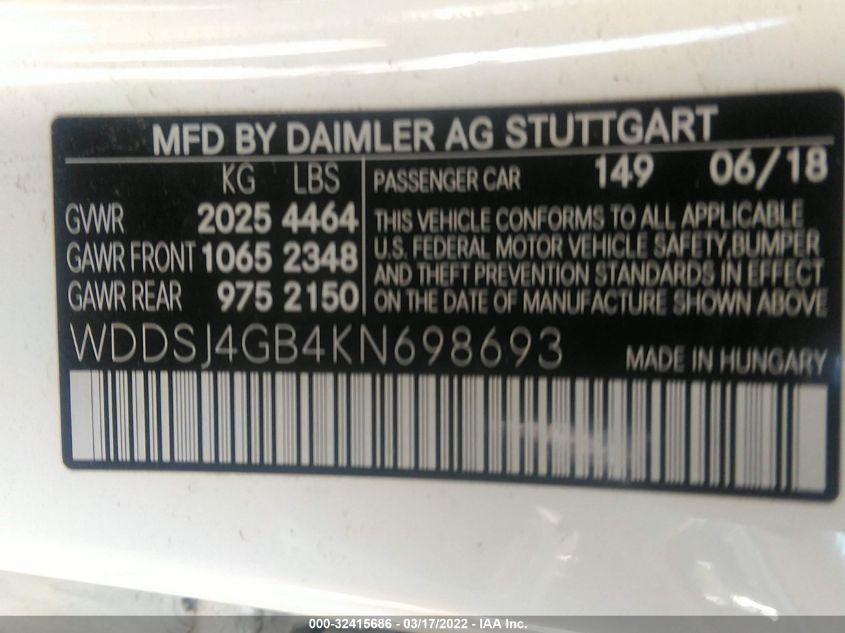 MFD BY DAIMLER AG STUTTGART
KG LBS
GVWR 2025 4464
GAWR FRONT 1065 2348
GAWR REAR 975 2150
PASSENGER CAR 149 06/18
THIS VEHICLE CONFORMS TO ALL APPLICABLE
U.S. FEDERAL MOTOR VEHICLE SAFETY,BUMPER
AND THEFT PREVENTION STANDARDS IN EFFECT
ON THE DATE OF MANUFACTURE SHOWN ABOVE
WDDSJ4GB4KN698693 MADE IN HUNGARY
000-32415686 - 03/17/2022 - IAA Inc.